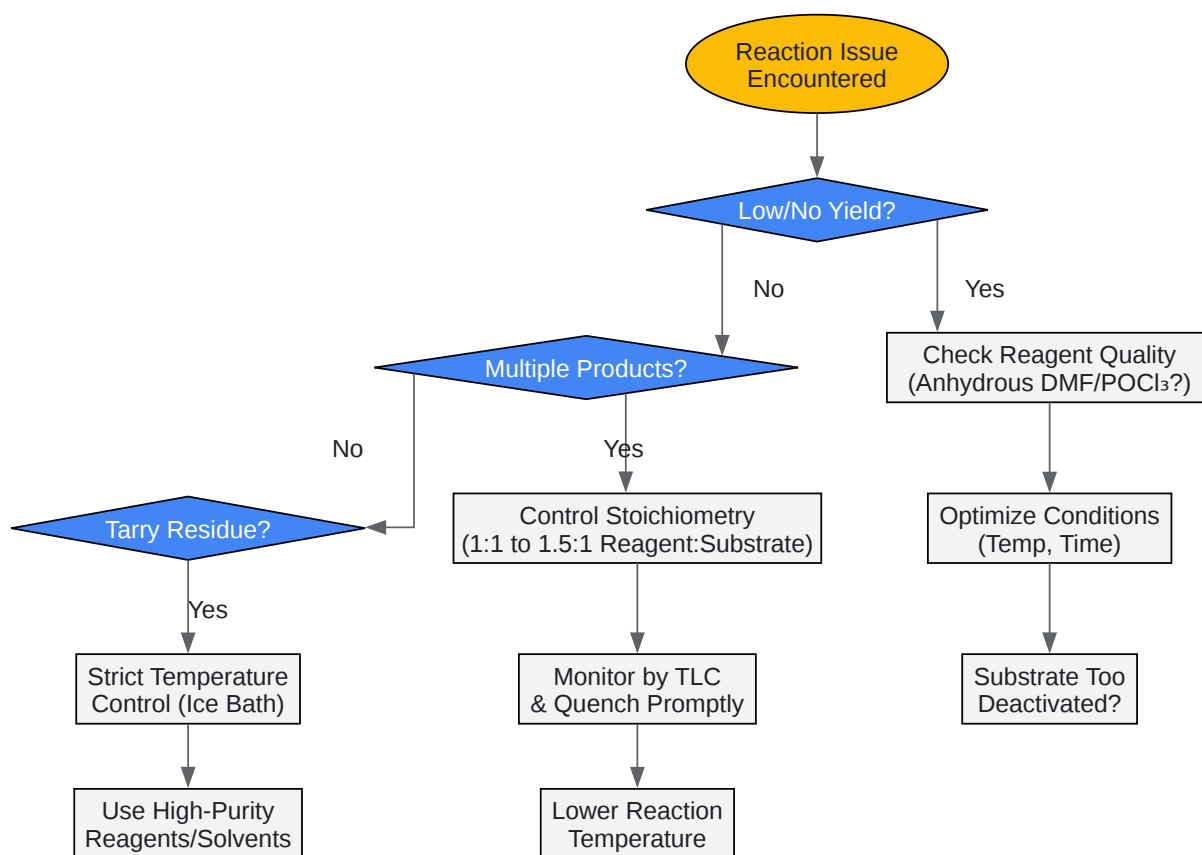 Reaction Issue
Encountered
Low/No Yield?
No
Yes
Multiple Products?
Check Reagent Quality
(Anhydrous DMF/POCl₃?)
No
Yes
Tarry Residue?
Control Stoichiometry
(1:1 to 1.5:1 Reagent:Substrate)
Optimize Conditions
(Temp, Time)
Yes
Strict Temperature
Control (Ice Bath)
Monitor by TLC
& Quench Promptly
Substrate Too
Deactivated?
Use High-Purity
Reagents/Solvents
Lower Reaction
Temperature